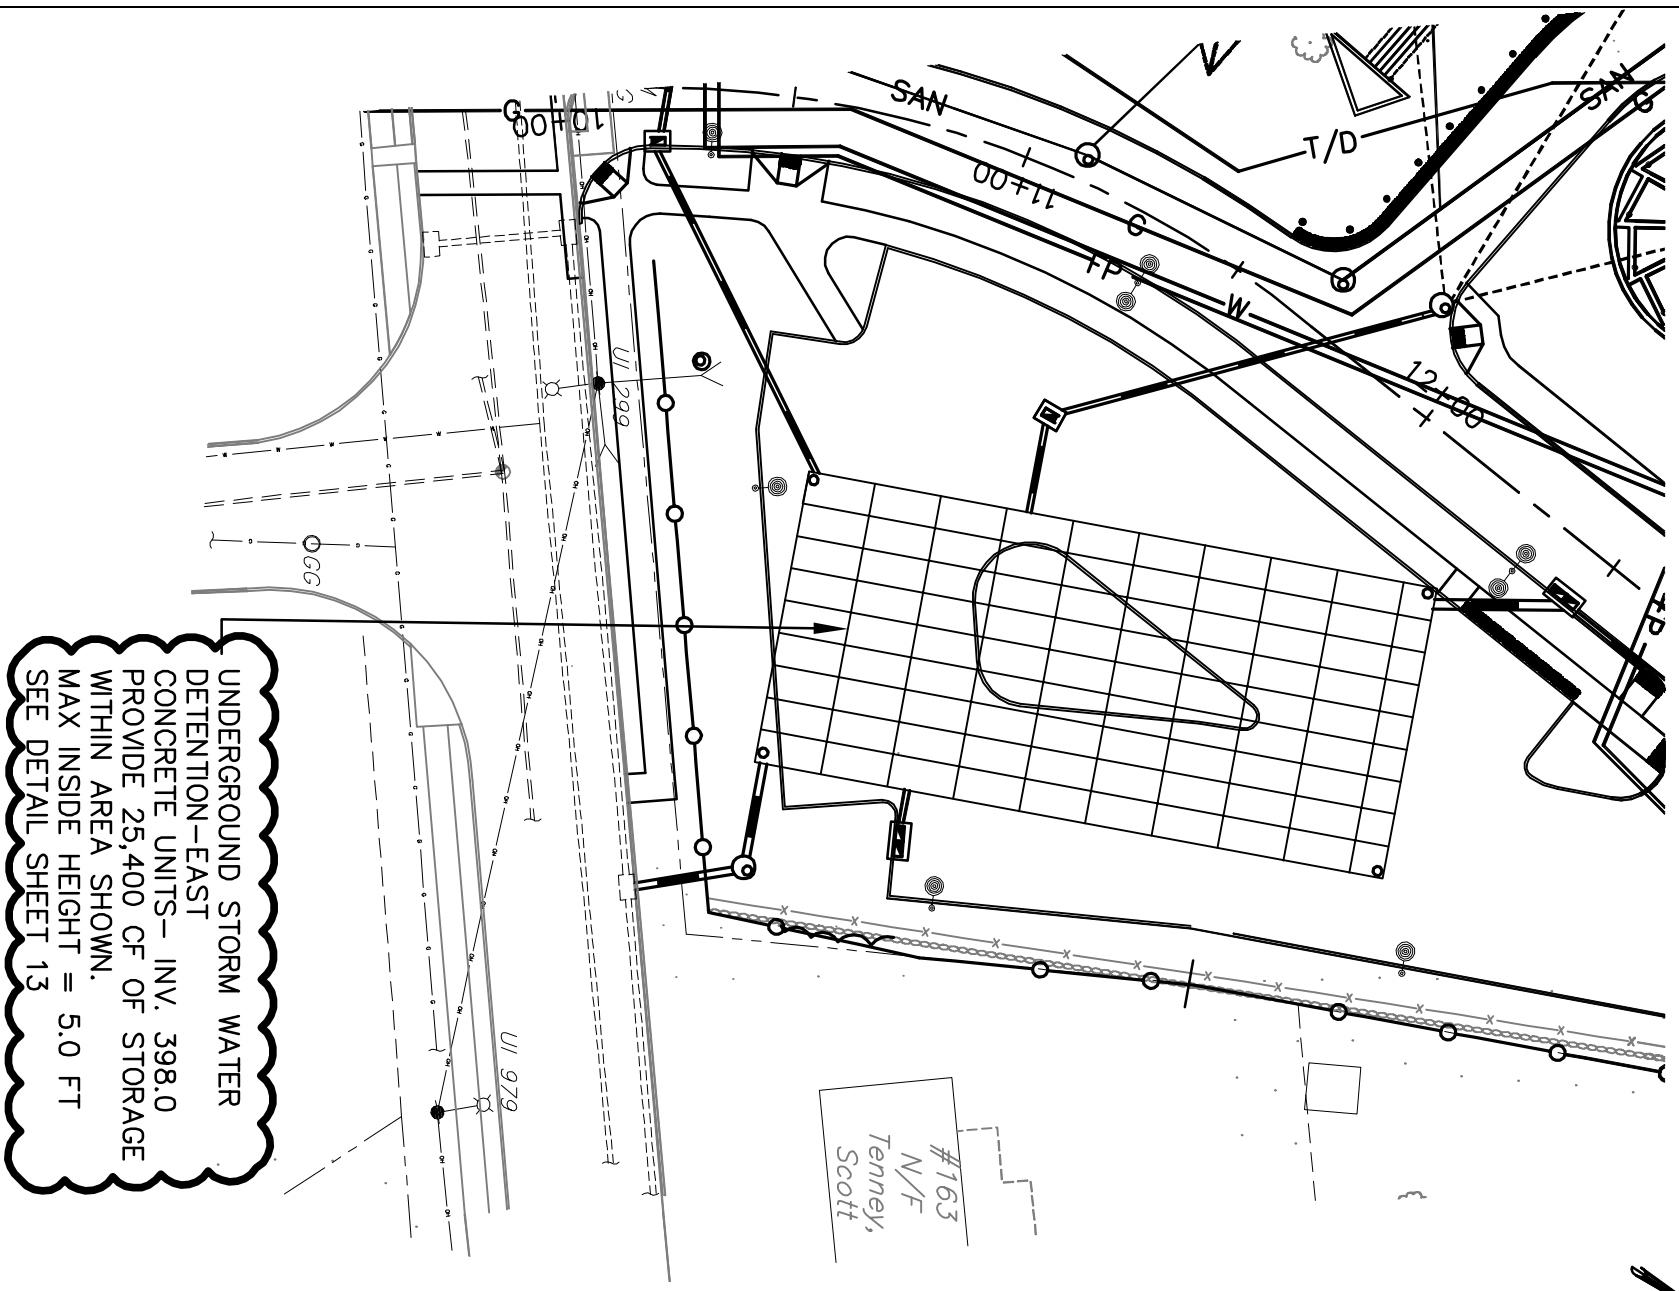 UNDERGROUND STORM WATER
DETENTION-EAST
CONCRETE UNITS- INV. 398.0
PROVIDE 25,400 CF OF STORAGE
WITHIN AREA SHOWN.
MAX INSIDE HEIGHT = 5.0 FT
SEE DETAIL SHEET 13
G
10+00
SAN
11+00
G
TP
W
12+00
T/D
SAN
G
TP
UI 299
GG
UI 979
#163
N/F
Tenney,
Scott